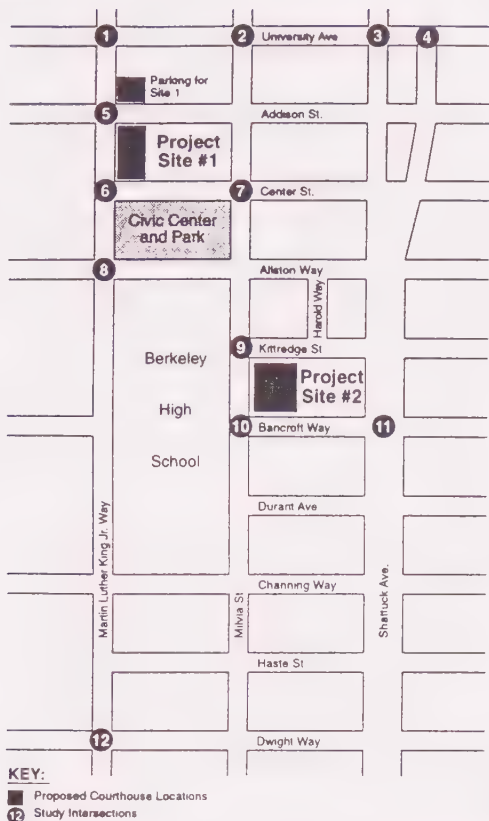 1 2 University Ave 3 4
Parking for
Site 1
5 Addison St.
Project
Site #1
6 7 Center St.
Civic Center
and Park
8 Allston Way
Harold Way
9 Kittredge St
Berkeley
High
School
Project
Site #2
10 Bancroft Way 11
Durant Ave
Martin Luther King Jr. Way
Milvia St
Channing Way
Shattuck Ave.
Haste St
12 Dwight Way
KEY:
Proposed Courthouse Locations
12 Study Intersections